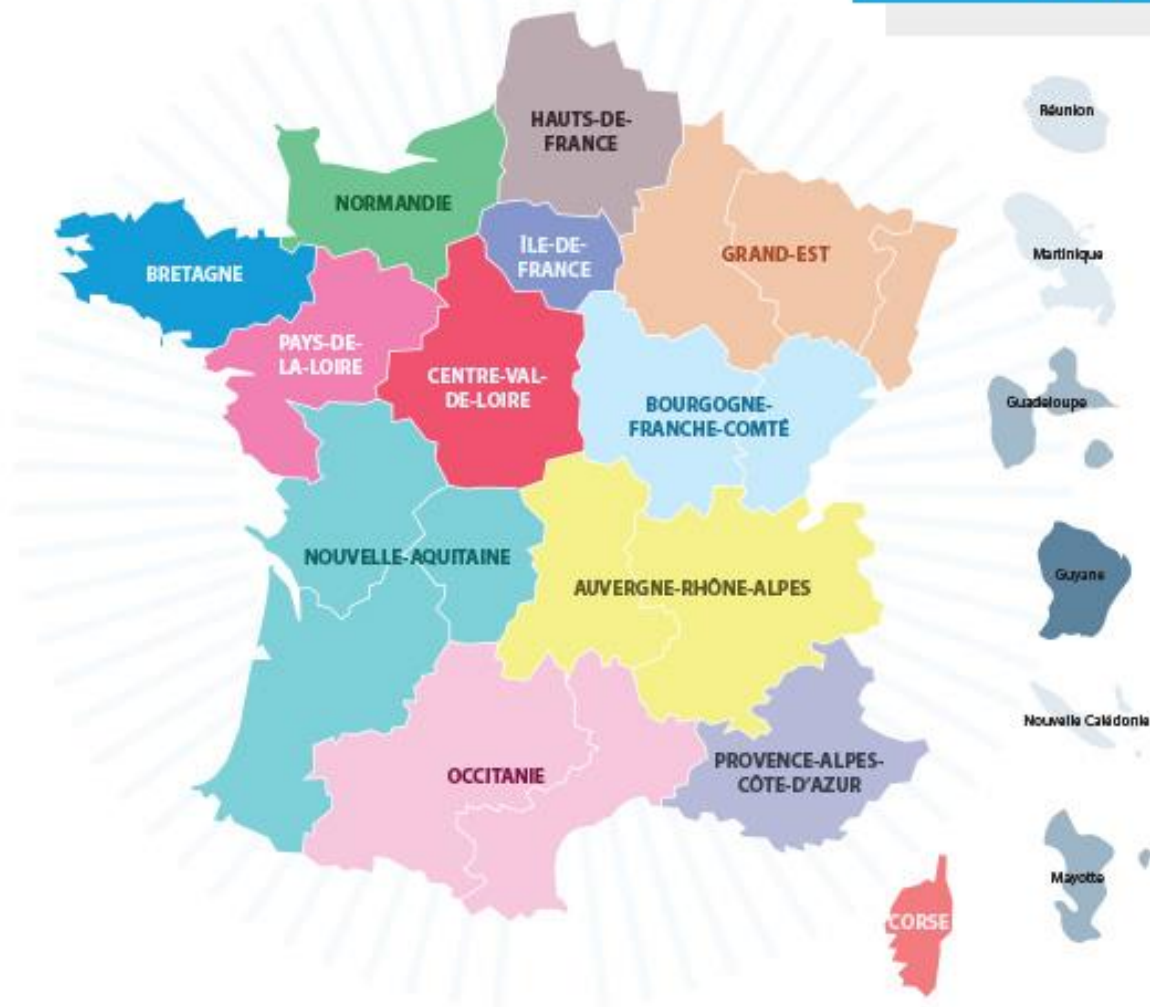 HAUTS-DE-
FRANCE
Réunion
NORMANDIE
ÎLE-DE-
FRANCE
GRAND-EST
Martinique
BRETAGNE
PAYS-DE-
LA-LOIRE
CENTRE-VAL-
DE-LOIRE
BOURGOGNE-
FRANCHE-COMTÉ
Guadeloupe
NOUVELLE-AQUITAINE
AUVERGNE-RHÔNE-ALPES
Guyane
Nouvelle Calédonie
OCCITANIE
PROVENCE-ALPES-
CÔTE-D'AZUR
Mayotte
CORSE